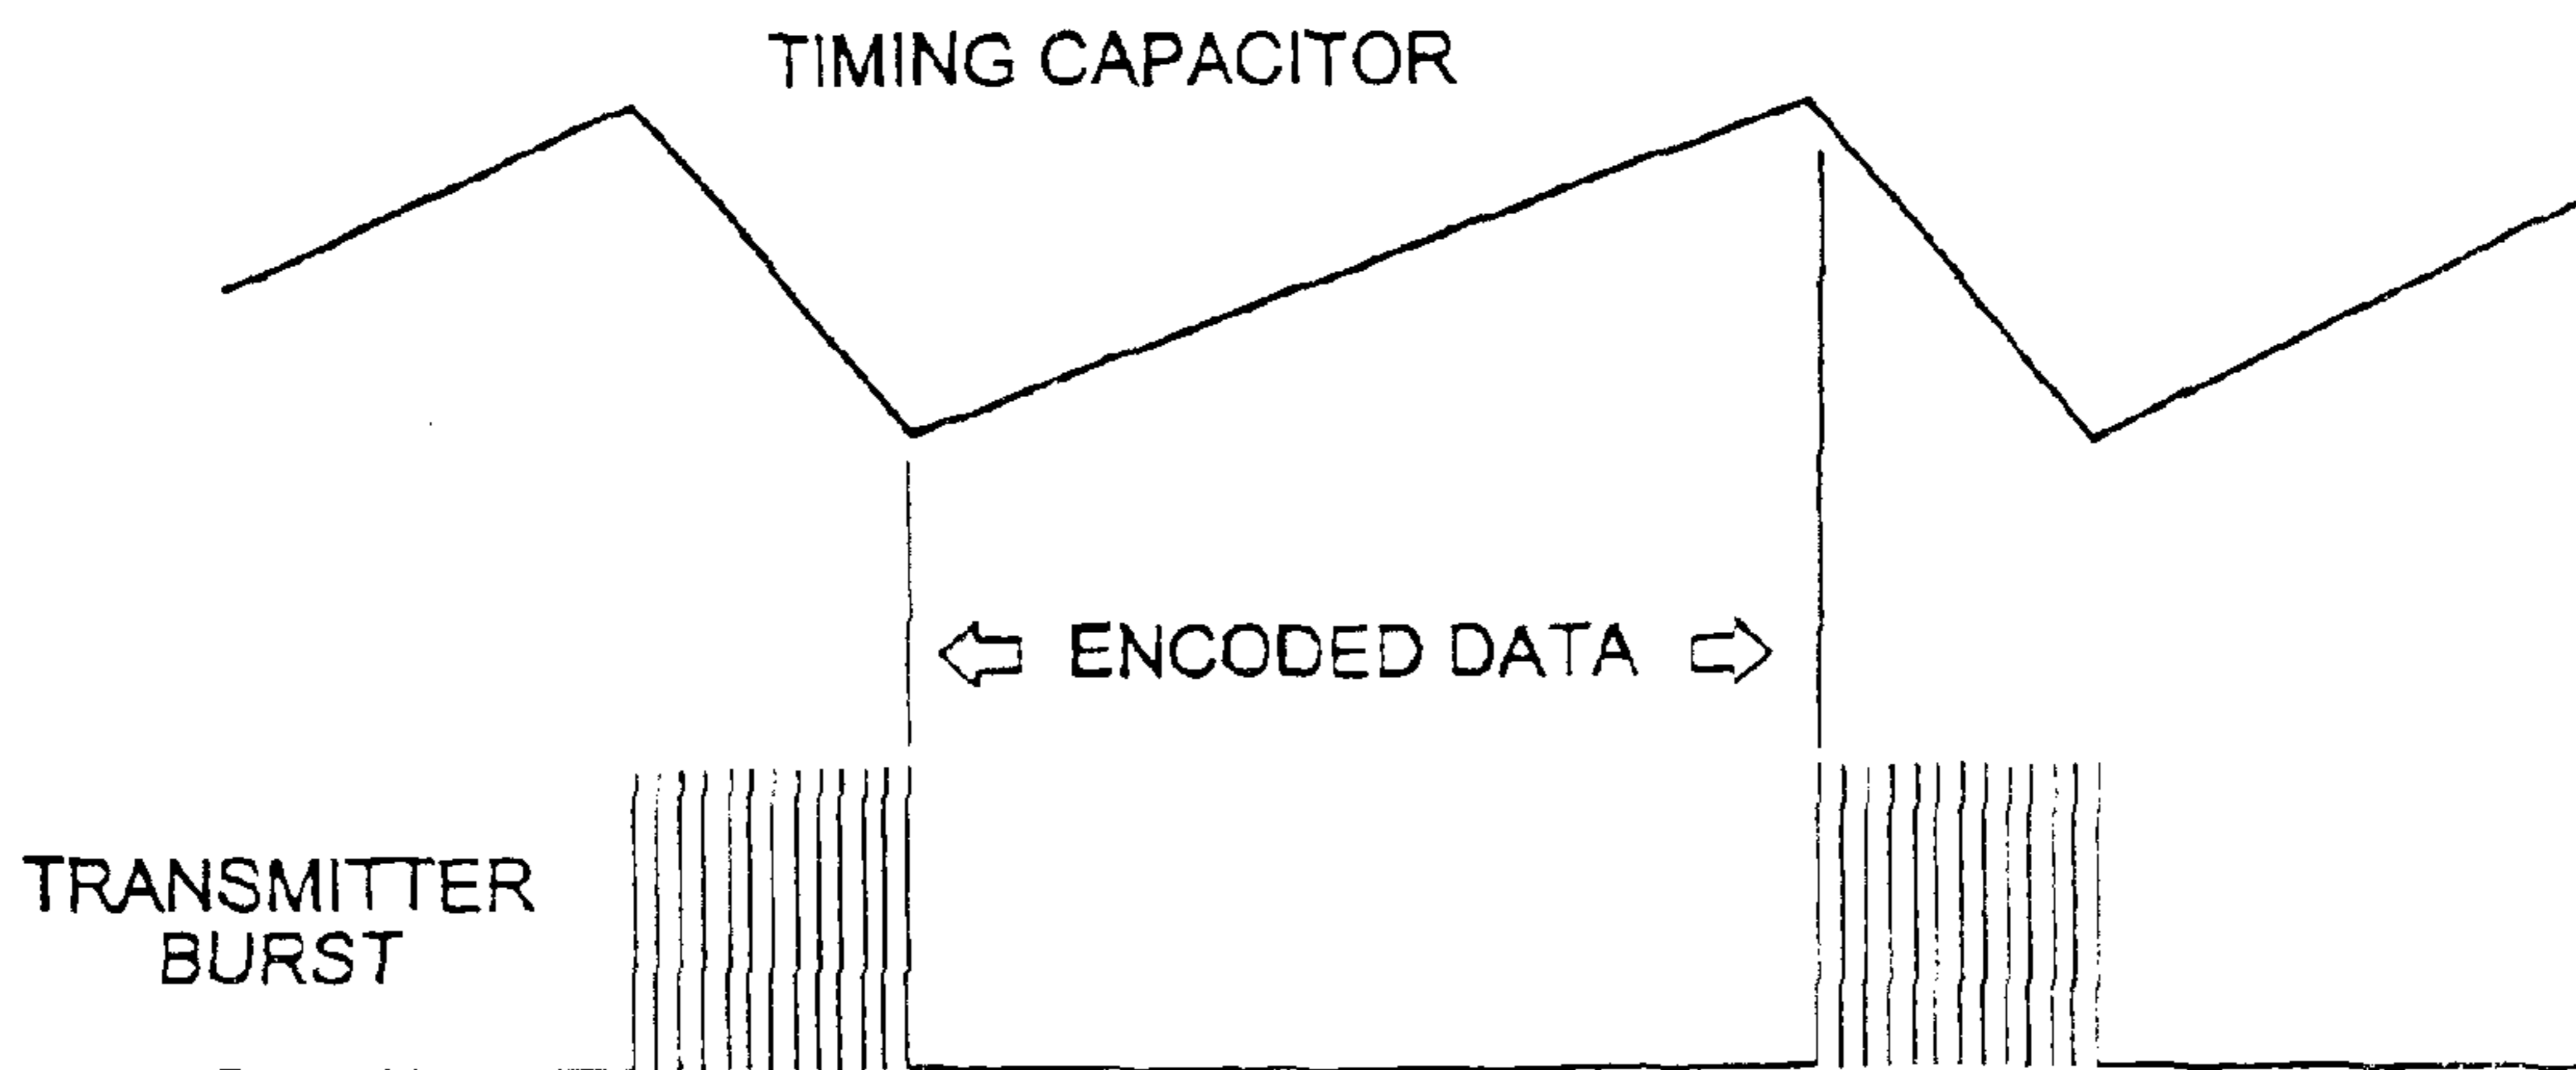 TIMING CAPACITOR
ENCODED DATA
TRANSMITTER
BURST